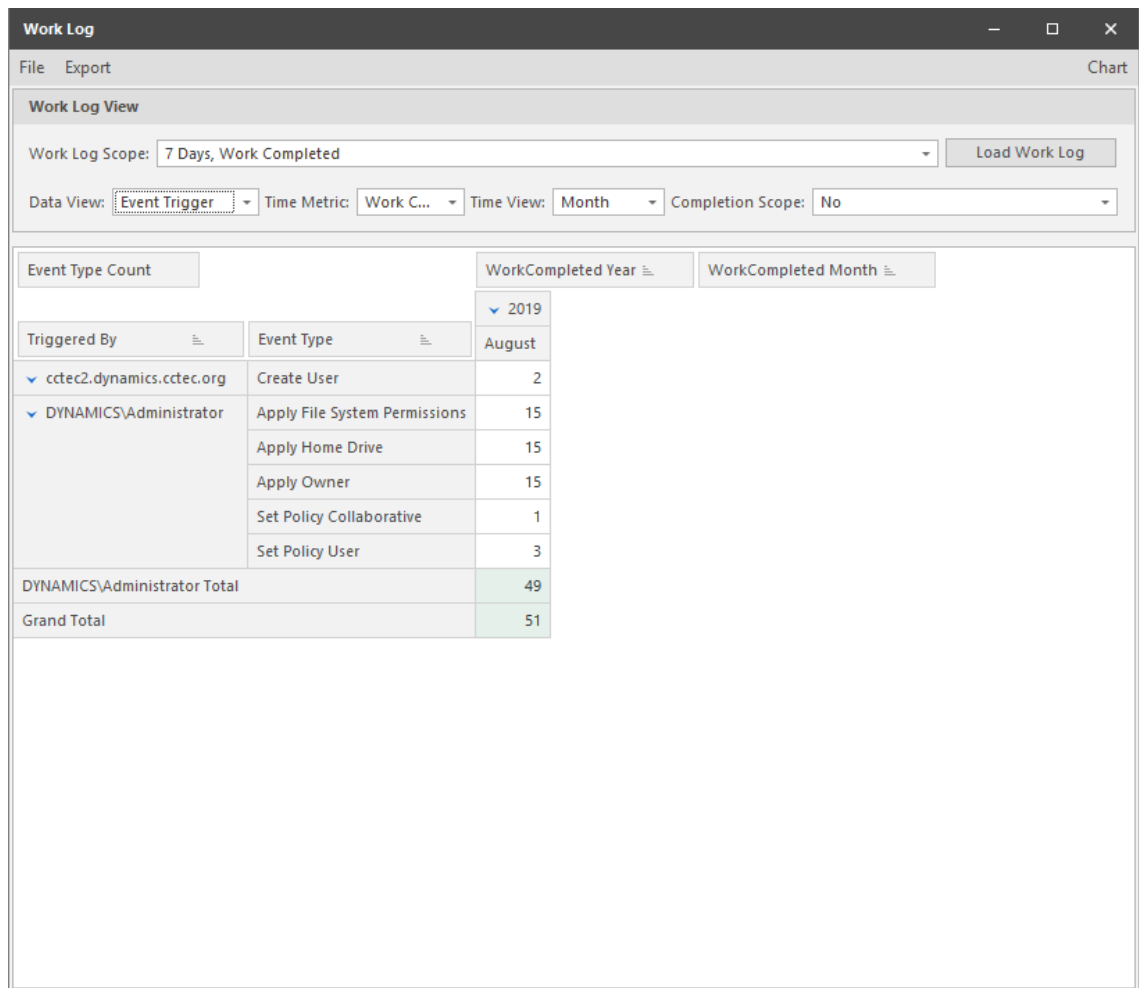 Work Log
File Export Chart
Work Log View
Work Log Scope: 7 Days, Work Completed Load Work Log
Data View: Event Trigger Time Metric: Work C... Time View: Month Completion Scope: No
Event Type Count WorkCompleted Year WorkCompleted Month
2019
Triggered By Event Type August
cctec2.dynamics.cctec.org Create User 2
DYNAMICS\Administrator Apply File System Permissions 15
Apply Home Drive 15
Apply Owner 15
Set Policy Collaborative 1
Set Policy User 3
DYNAMICS\Administrator Total 49
Grand Total 51